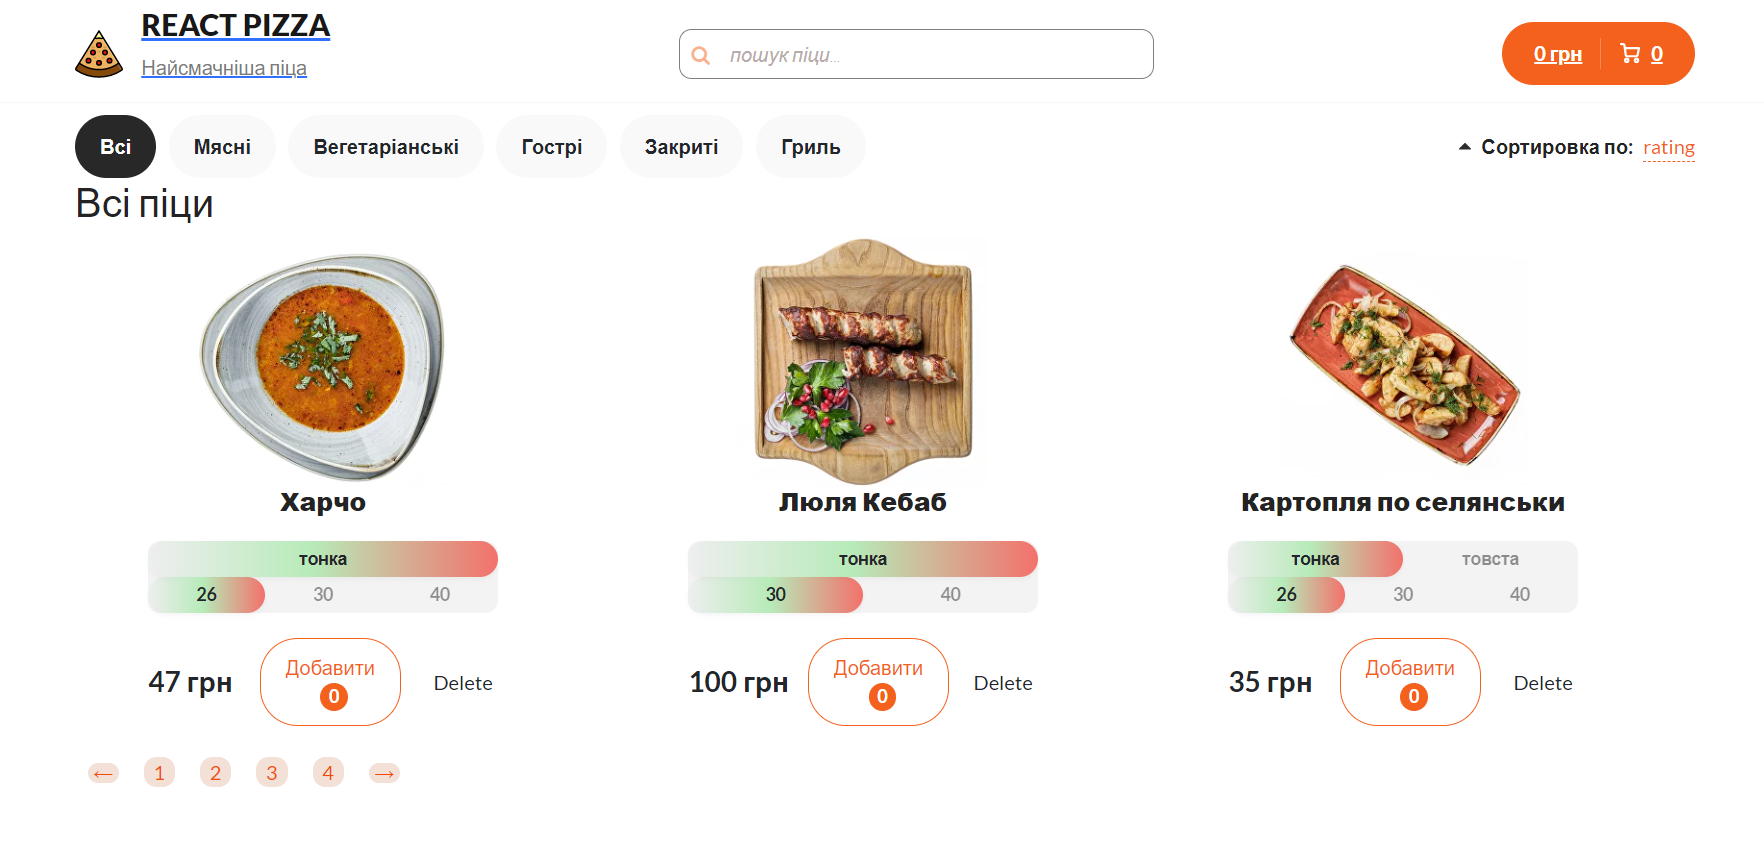 REACT PIZZA
Найсмачніша піца
пошук піци...
0 грн
0
Всі
Мясні
Вегетаріанські
Гострі
Закриті
Гриль
Сортировка по: rating
Всі піци
Харчо
тонка
26 30 40
47 грн
Добавити
0
Delete
Люля Кебаб
тонка
30 40
100 грн
Добавити
0
Delete
Картопля по селянськи
тонка товста
26 30 40
35 грн
Добавити
0
Delete
← 1 2 3 4 →